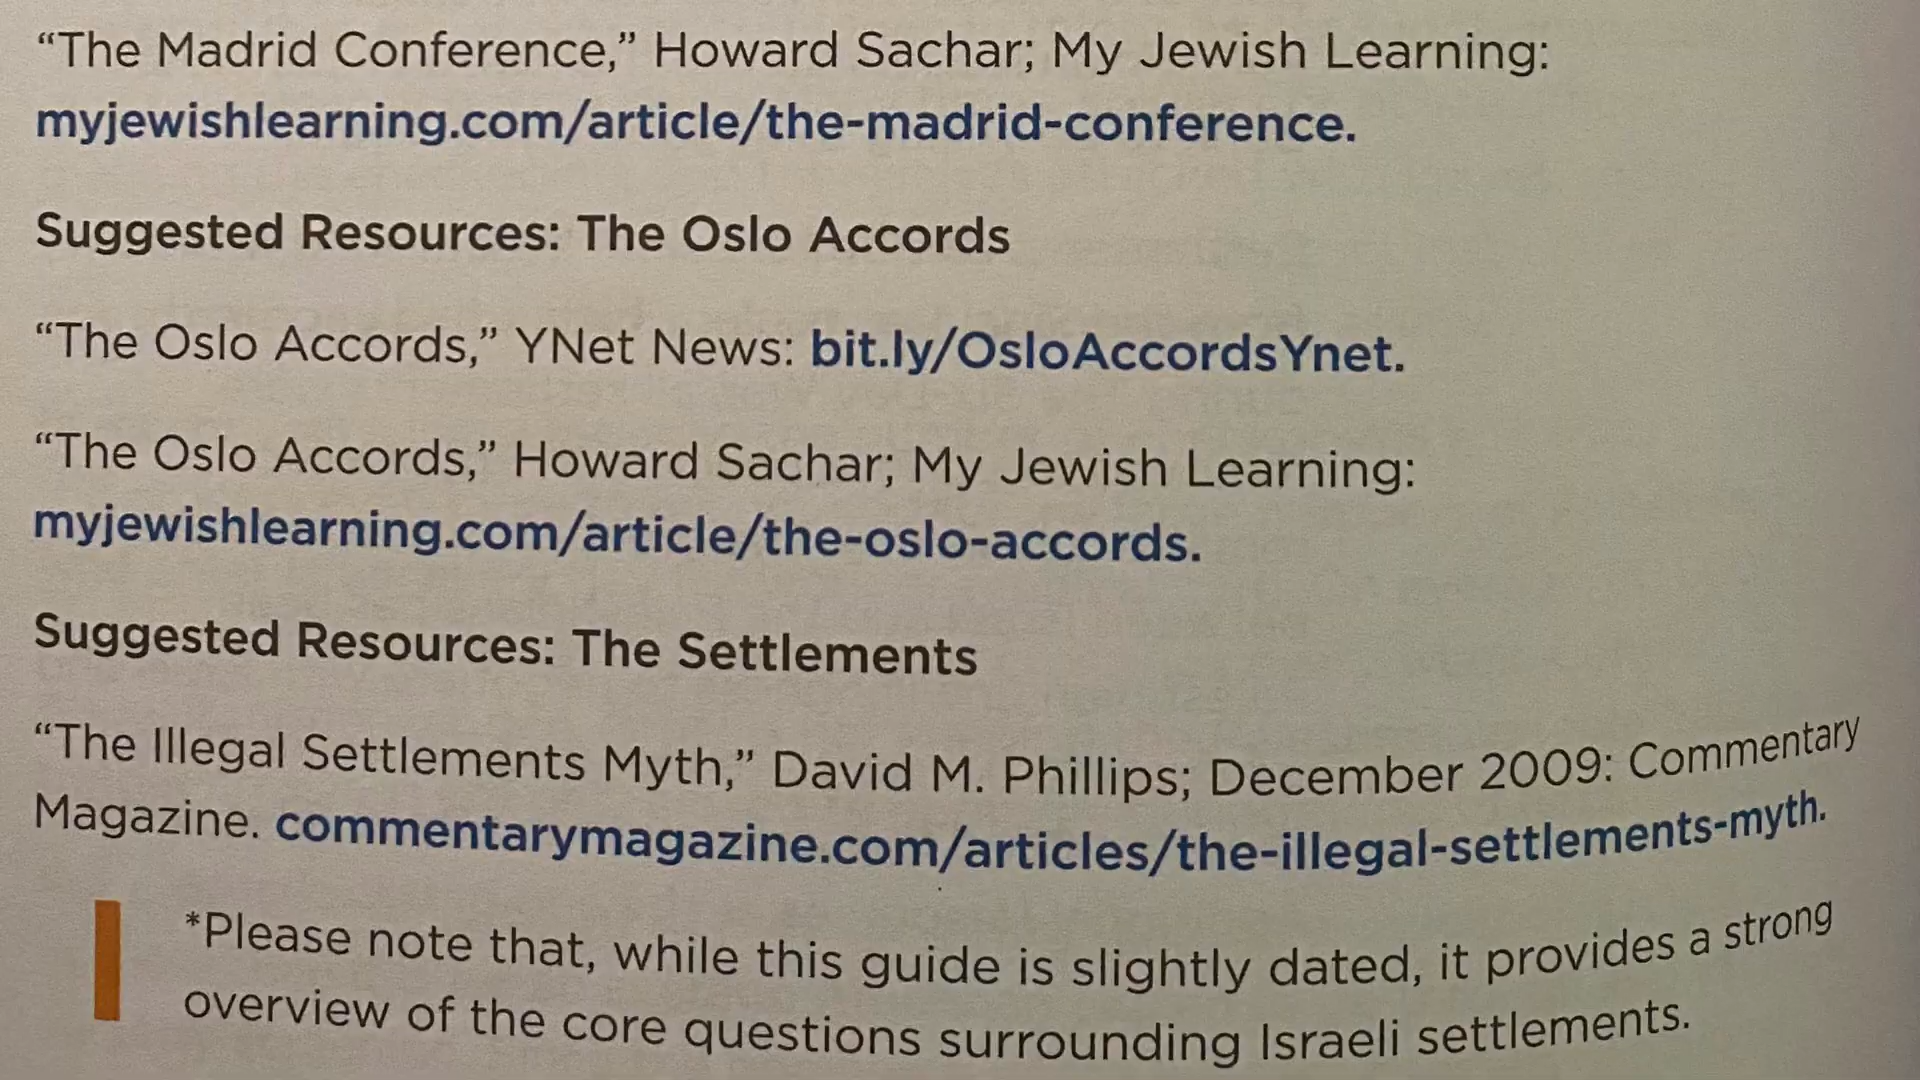 “The Madrid Conference,” Howard Sachar; My Jewish Learning:
myjewishlearning.com/article/the-madrid-conference.
Suggested Resources: The Oslo Accords
“The Oslo Accords,” YNet News: bit.ly/OsloAccordsYnet.
“The Oslo Accords,” Howard Sachar; My Jewish Learning:
myjewishlearning.com/article/the-oslo-accords.
Suggested Resources: The Settlements
“The Illegal Settlements Myth,” David M. Phillips; December 2009: Commentary
Magazine. commentarymagazine.com/articles/the-illegal-settlements-myth.
*Please note that, while this guide is slightly dated, it provides a strong
overview of the core questions surrounding Israeli settlements.